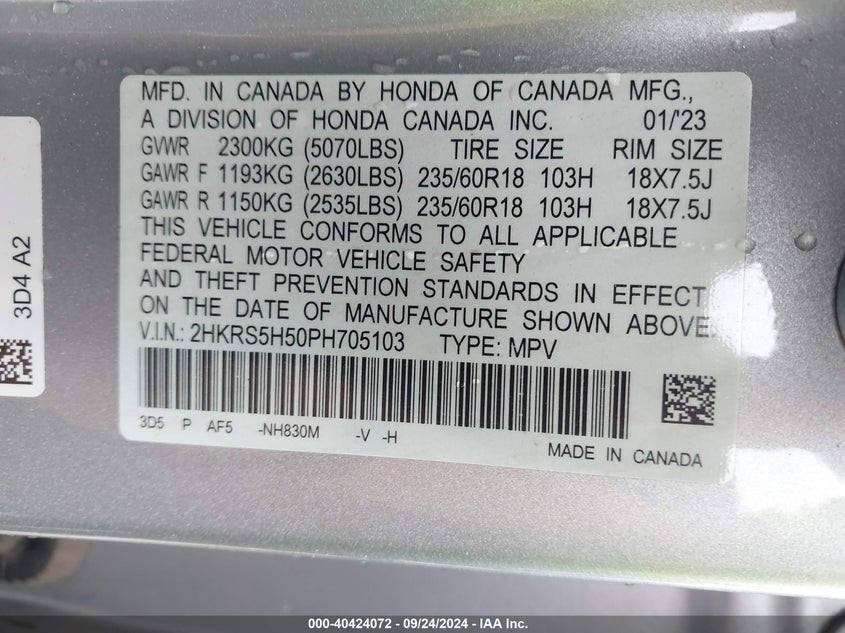 MFD. IN CANADA BY HONDA OF CANADA MFG.,
A DIVISION OF HONDA CANADA INC. 01/'23
GVWR 2300KG (5070LBS) TIRE SIZE RIM SIZE
GAWR F 1193KG (2630LBS) 235/60R18 103H 18X7.5J
GAWR R 1150KG (2535LBS) 235/60R18 103H 18X7.5J
THIS VEHICLE CONFORMS TO ALL APPLICABLE
FEDERAL MOTOR VEHICLE SAFETY
AND THEFT PREVENTION STANDARDS IN EFFECT
ON THE DATE OF MANUFACTURE SHOWN ABOVE.
V.I.N.: 2HKRS5H50PH705103 TYPE: MPV
3D5 P AF5 -NH830M -V -H
MADE IN CANADA
3D4 A2
000-40424072 - 09/24/2024 - IAA Inc.